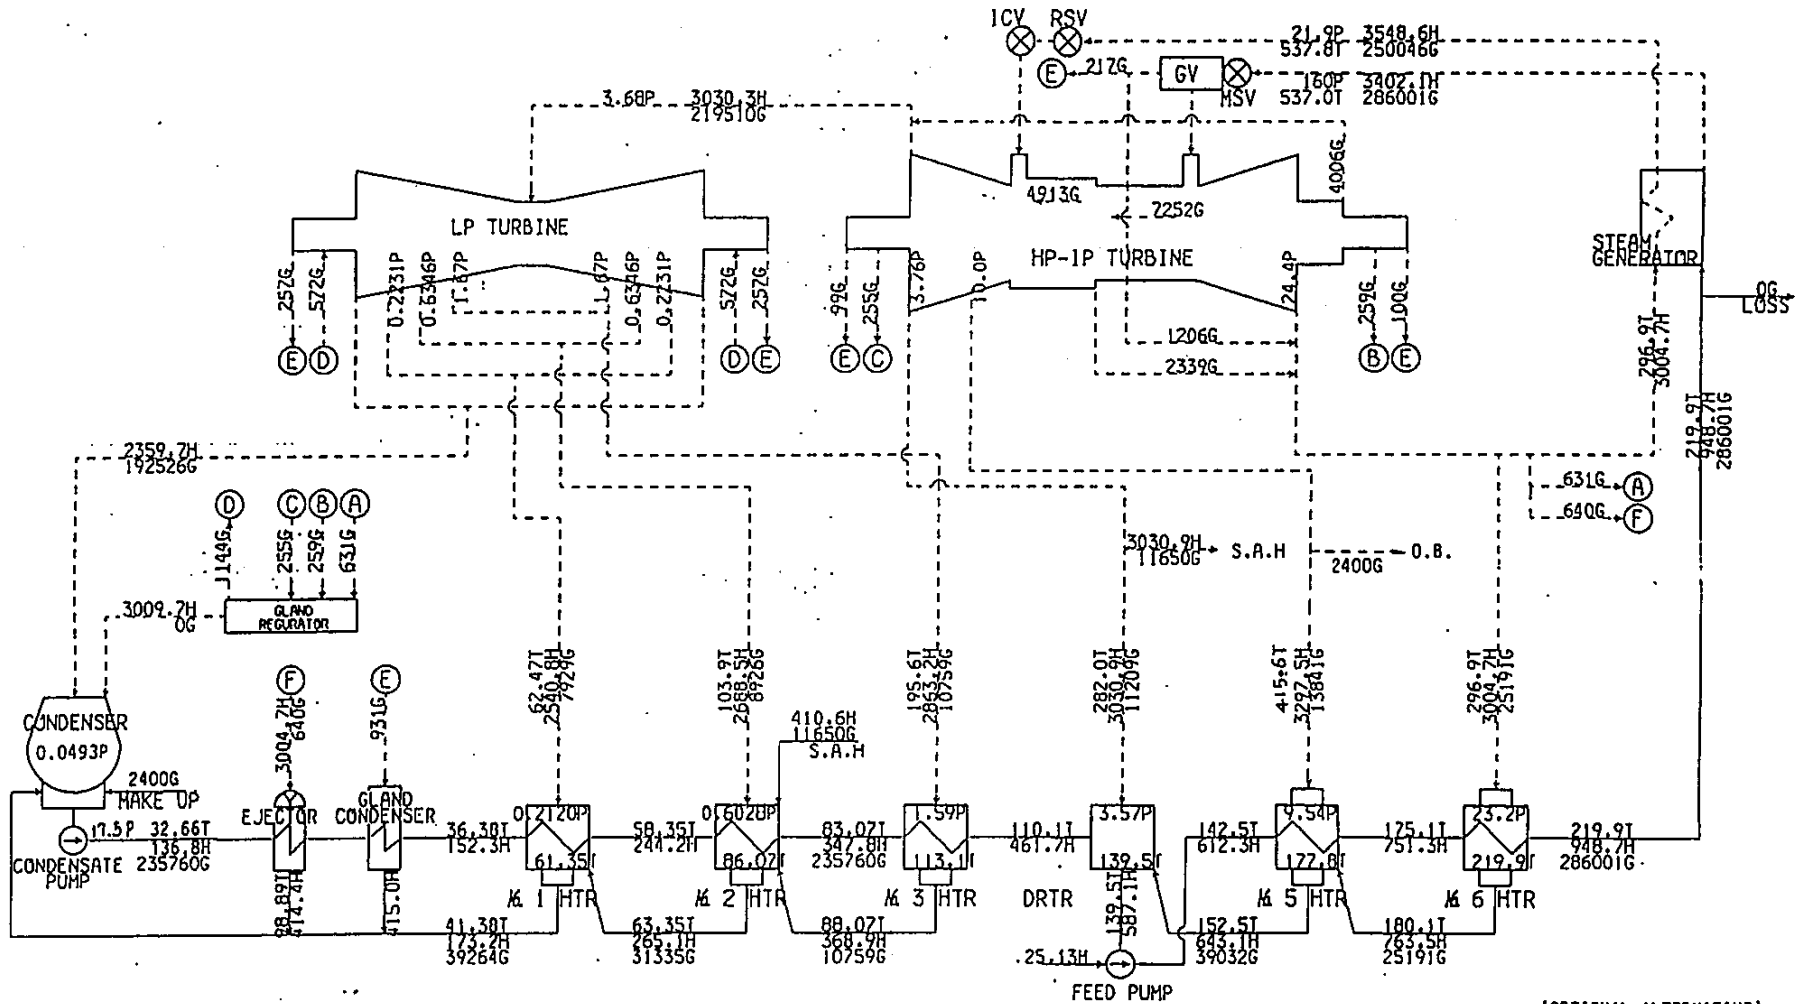 ICV RSV
21.9P 3548.6H
537.8T 250046G
E 217G GV
160P 3402.1H
MSV 537.0T 286001G
3.68P 3030.3H
219510G
4006G
4913G
7252G
LP TURBINE
HP-IP TURBINE
STEAM
GENERATOR
0G
LOSS
257G
572G
0.2231P
0.6346P
1.67P
1.67P
0.6346P
0.2231P
572G
257G
99G
255G
3.76P
10.0P
24.4P
259G
100G
296.9T
3004.7H
1206G
2339G
E D D E E C B E
219.9T
948.7H
286001G
2359.7H
192526G
D C B A
631G A
640G F
1144G
255G
259G
631G
3030.9H
11650G
S.A.H
2400G
O.B.
3009.7H
0G
GLAND
REGURATOR
F E
3004.7H
640G
931G
62.47T
2540.8H
7929G
103.9T
2688.5H
8926G
195.6T
2863.2H
10759G
282.0T
3030.9H
11209G
415.6T
3297.5H
13841G
296.9T
3004.7H
25191G
410.6H
11650G
S.A.H
CONDENSER
0.0493P
2400G
MAKE UP
EJECTOR
GLAND
CONDENSER
0.2120P
0.6028P
1.59P
3.57P
9.54P
23.2P
17.5P 32.66T
136.8H
235760G
CONDENSATE
PUMP
36.38T
152.3H
58.35T
244.2H
83.07T
347.8H
235760G
110.1T
461.7H
142.5T
612.3H
175.1T
751.3H
219.9T
948.7H
286001G
61.35T
86.07T
113.1T
139.5T
177.8T
219.9T
414.4H
415.0H
№ 1 HTR
№ 2 HTR
№ 3 HTR
DRTR
№ 5 HTR
№ 6 HTR
139.5T
587.1H
41.38T
173.2H
39264G
63.35T
265.1H
31335G
88.07T
368.9H
10759G
152.5T
643.1H
39032G
180.1T
763.5H
25191G
25.13H
FEED PUMP